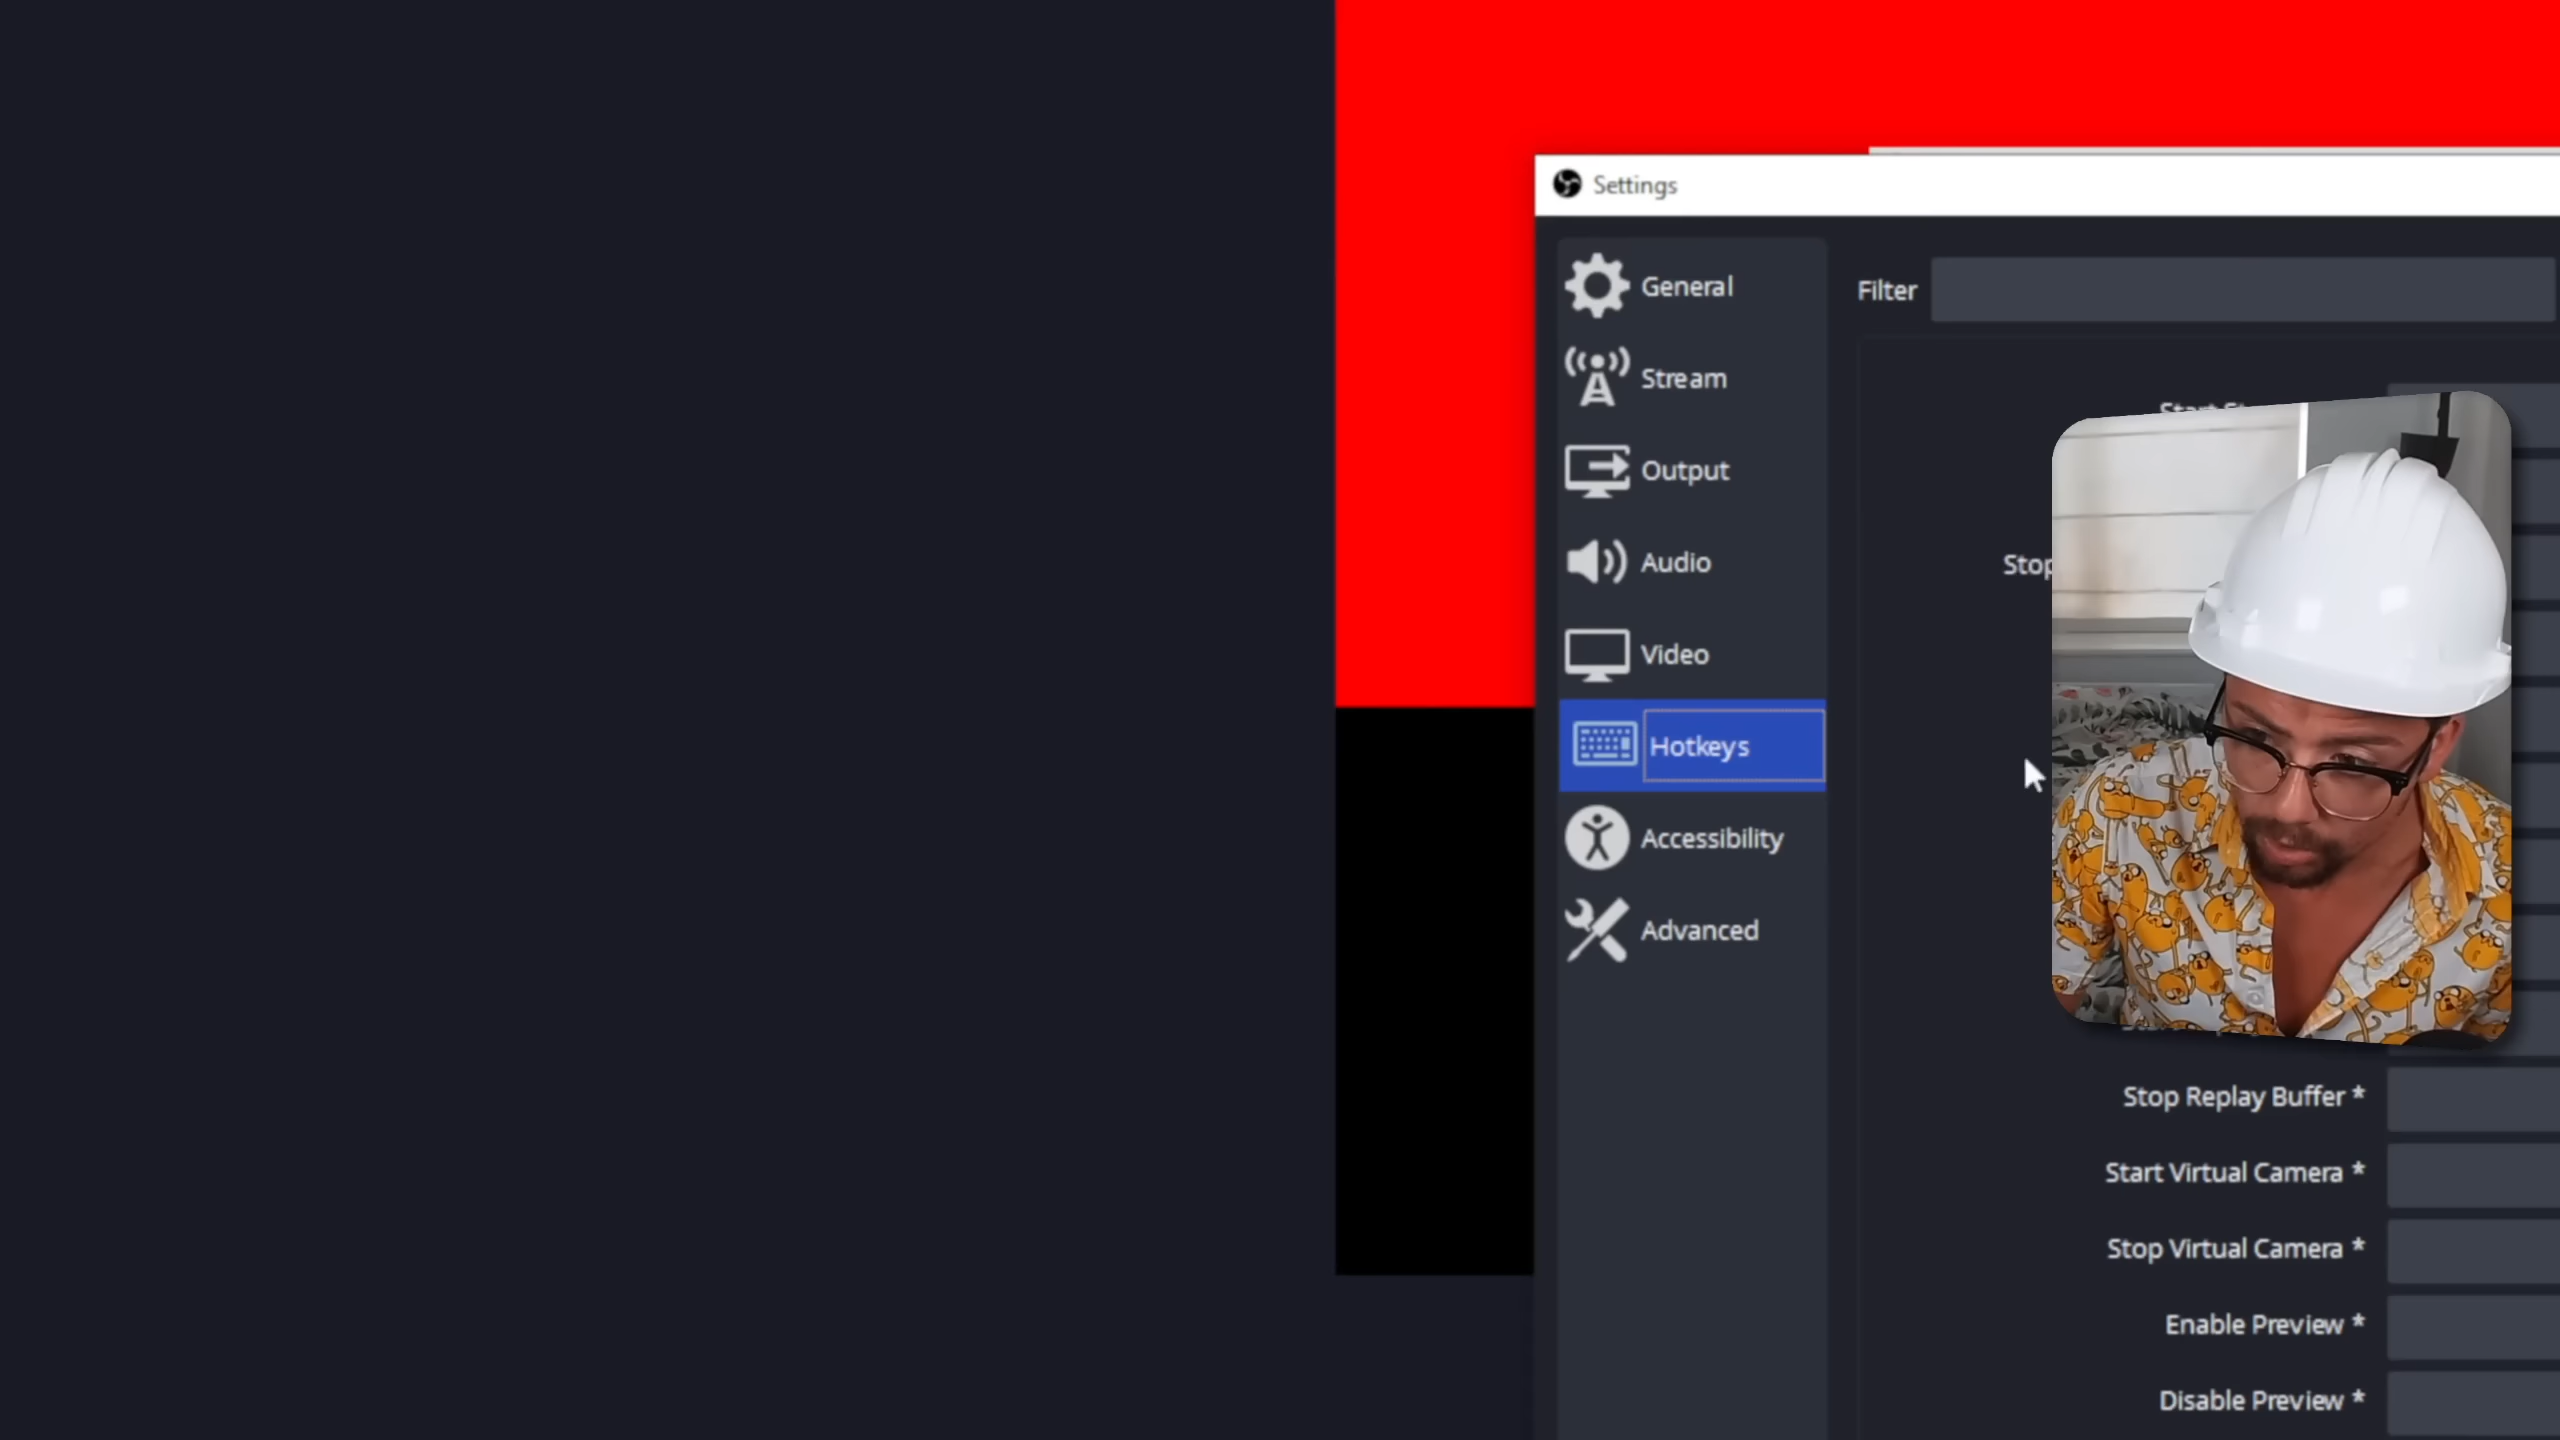 Settings
General
Filter
Stream
Output
Audio
Stop
Video
Hotkeys
Accessibility
Advanced
Stop Replay Buffer *
Start Virtual Camera *
Stop Virtual Camera *
Enable Preview *
Disable Preview *